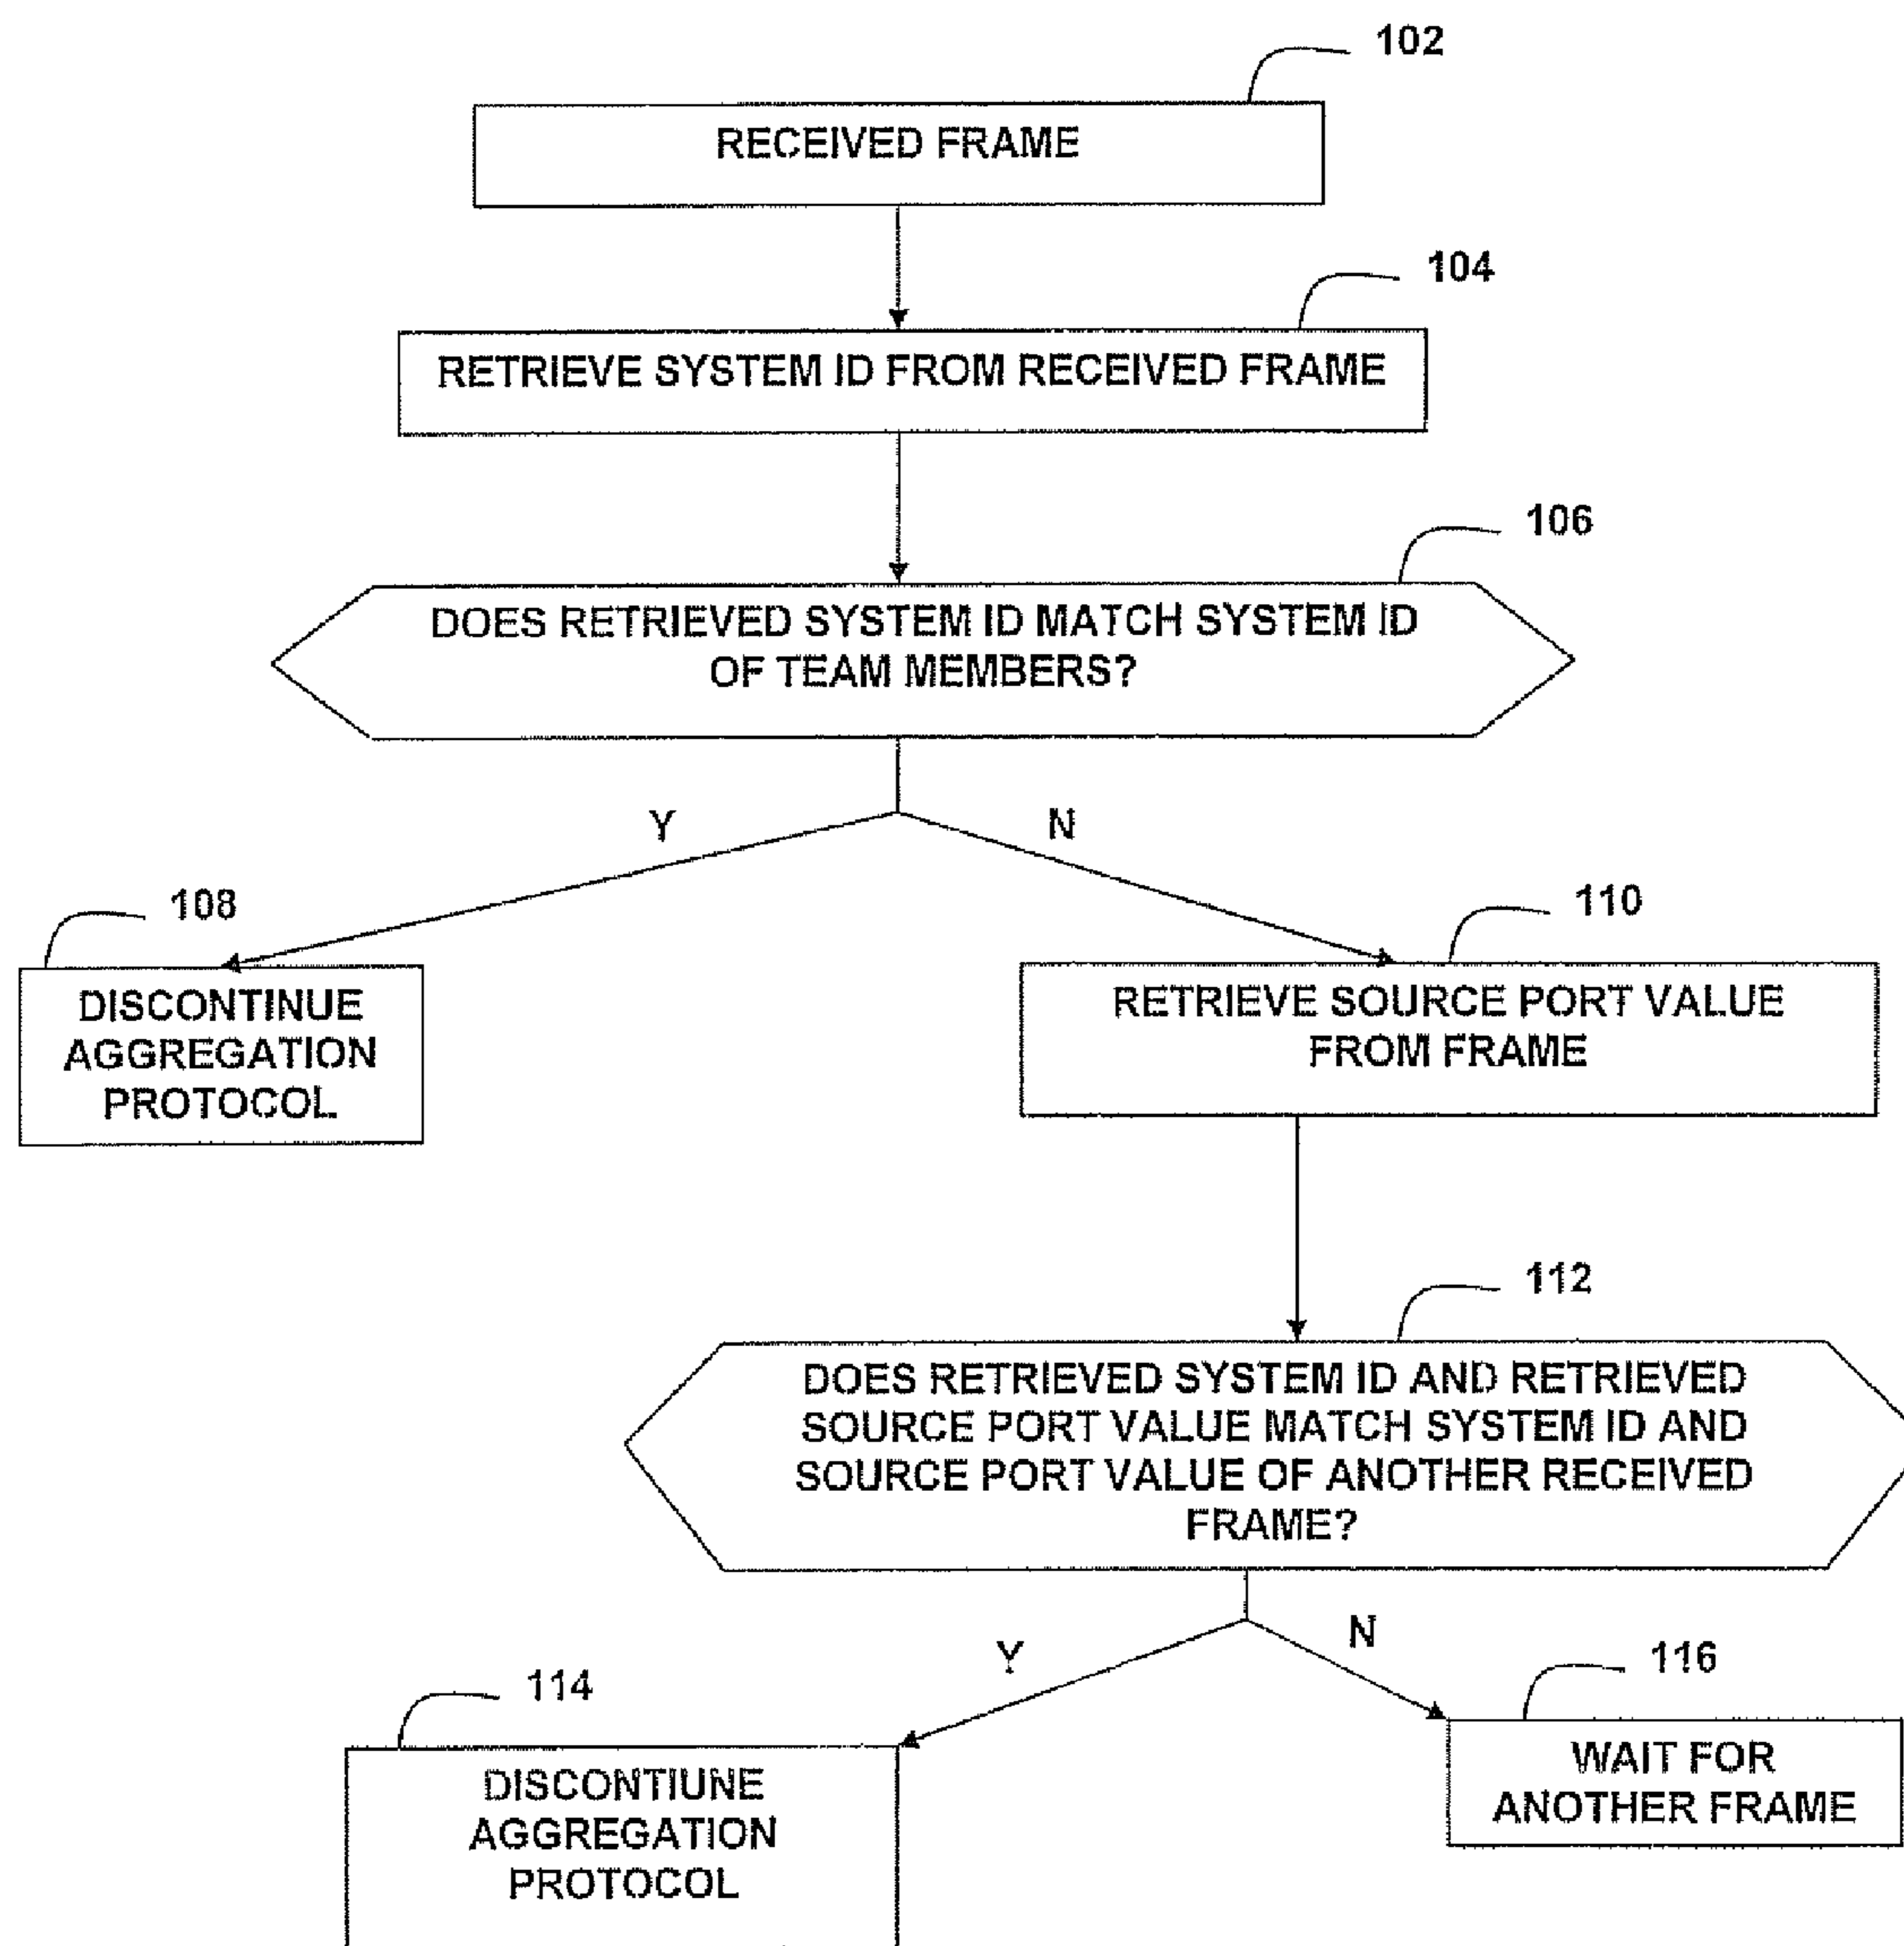 102
RECEIVED FRAME
104
RETRIEVE SYSTEM ID FROM RECEIVED FRAME
106
DOES RETRIEVED SYSTEM ID MATCH SYSTEM ID
OF TEAM MEMBERS?
Y
N
108
DISCONTINUE
AGGREGATION
PROTOCOL
110
RETRIEVE SOURCE PORT VALUE
FROM FRAME
112
DOES RETRIEVED SYSTEM ID AND RETRIEVED
SOURCE PORT VALUE MATCH SYSTEM ID AND
SOURCE PORT VALUE OF ANOTHER RECEIVED
FRAME?
Y
N
114
DISCONTIUNE
AGGREGATION
PROTOCOL
116
WAIT FOR
ANOTHER FRAME